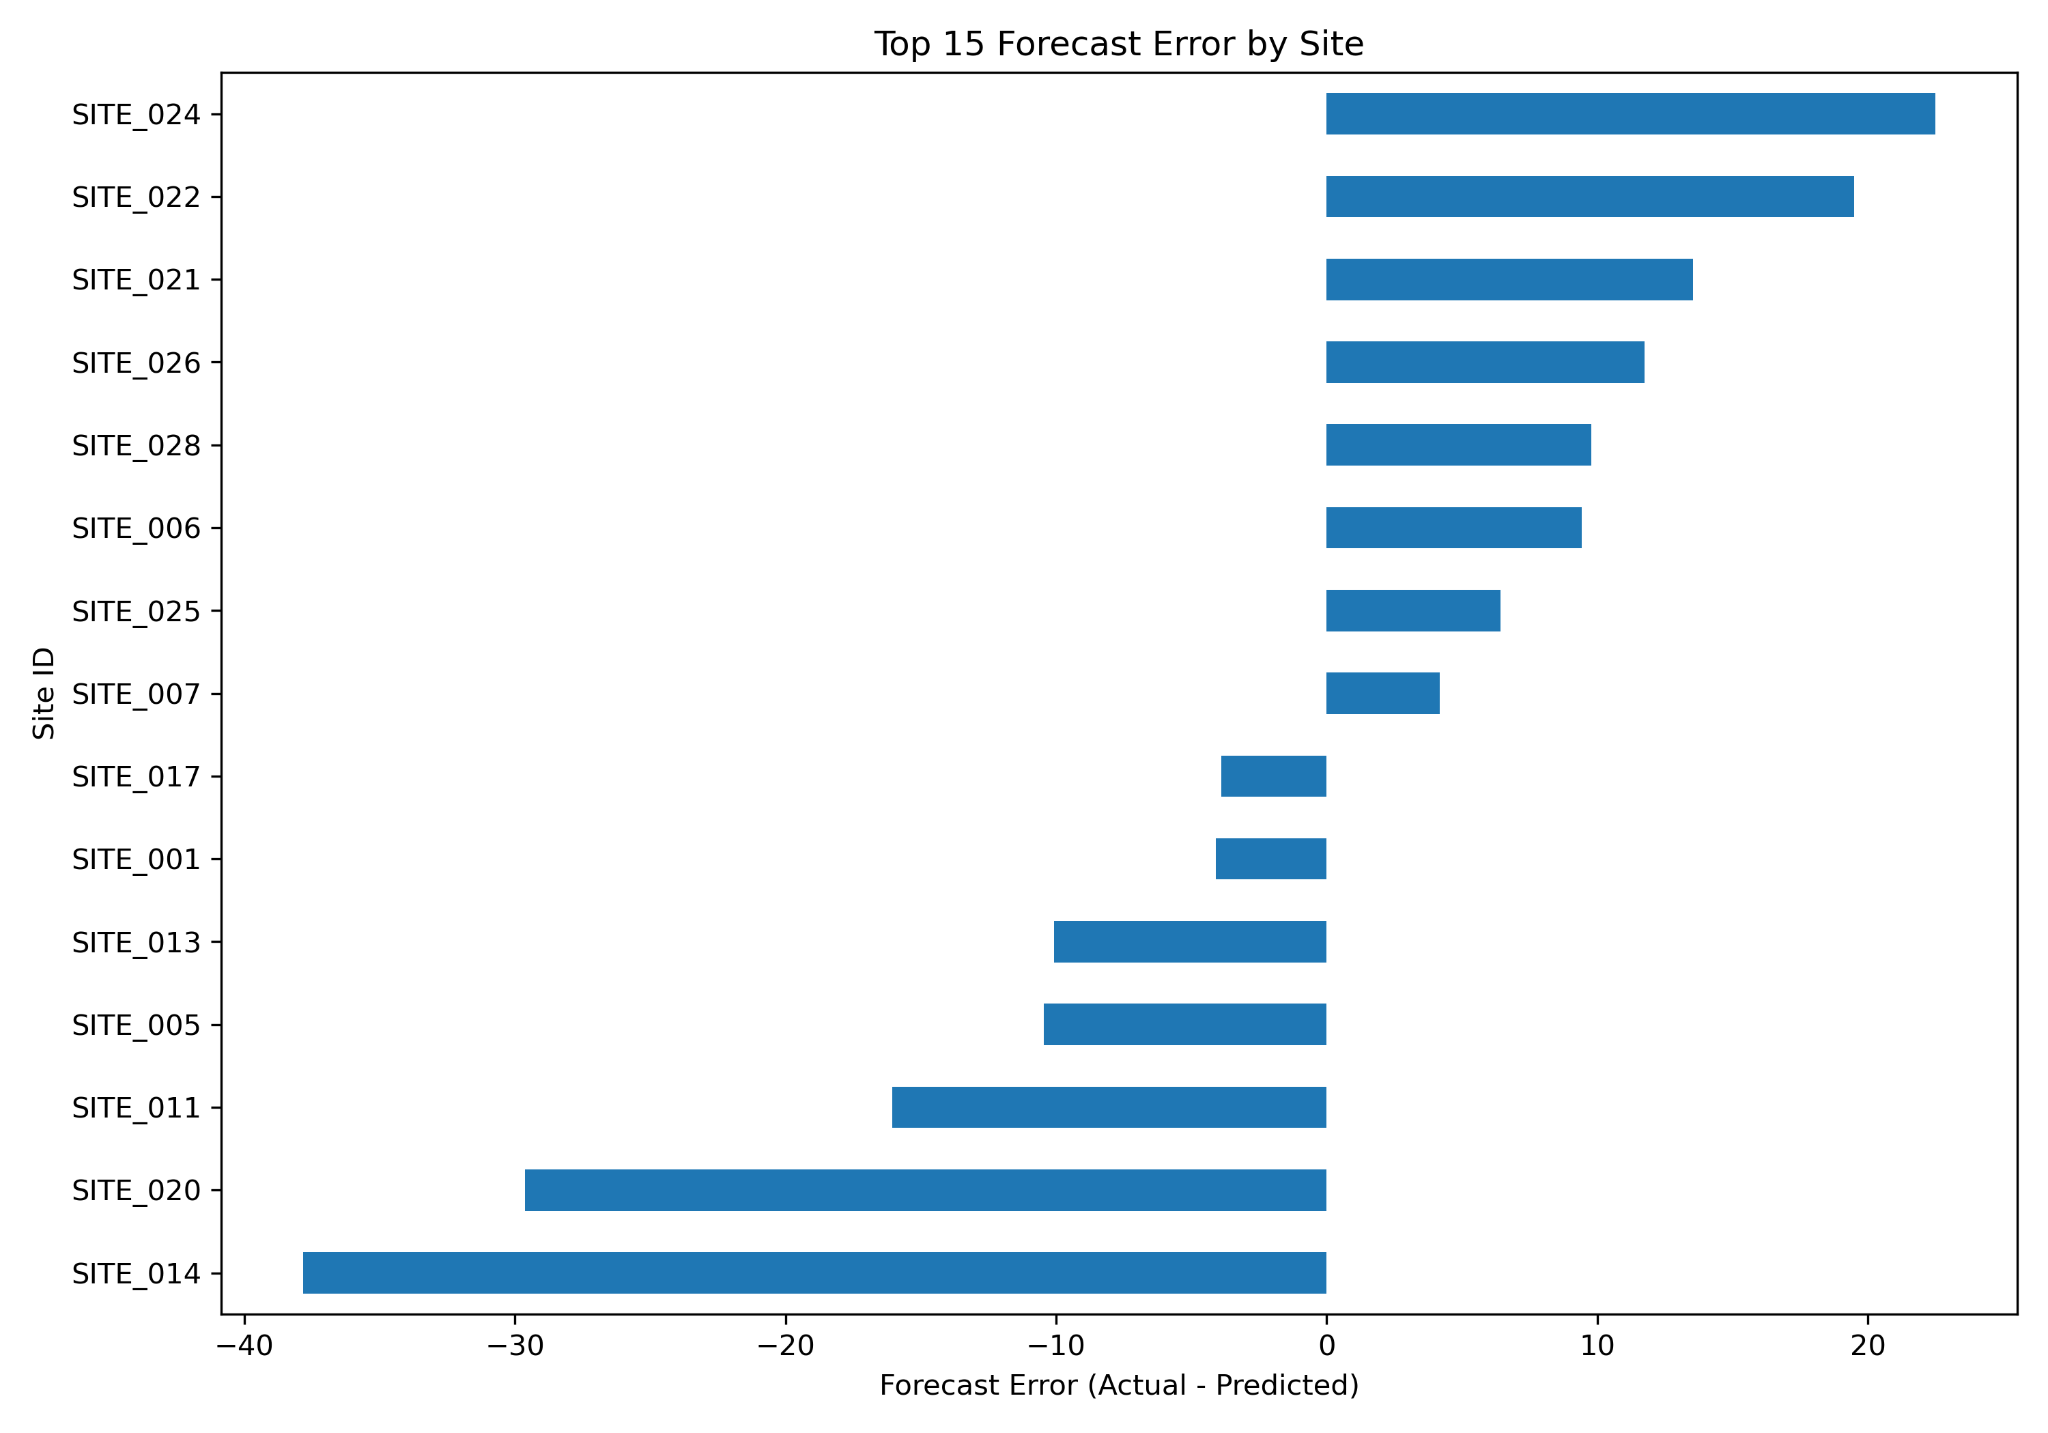 Top 15 Forecast Error by Site
SITE_024
SITE_022
SITE_021
SITE_026
SITE_028
SITE_006
SITE_025
SITE_007
SITE_017
SITE_001
SITE_013
SITE_005
SITE_011
SITE_020
SITE_014
Site ID
−40 −30 −20 −10 0 10 20
Forecast Error (Actual - Predicted)